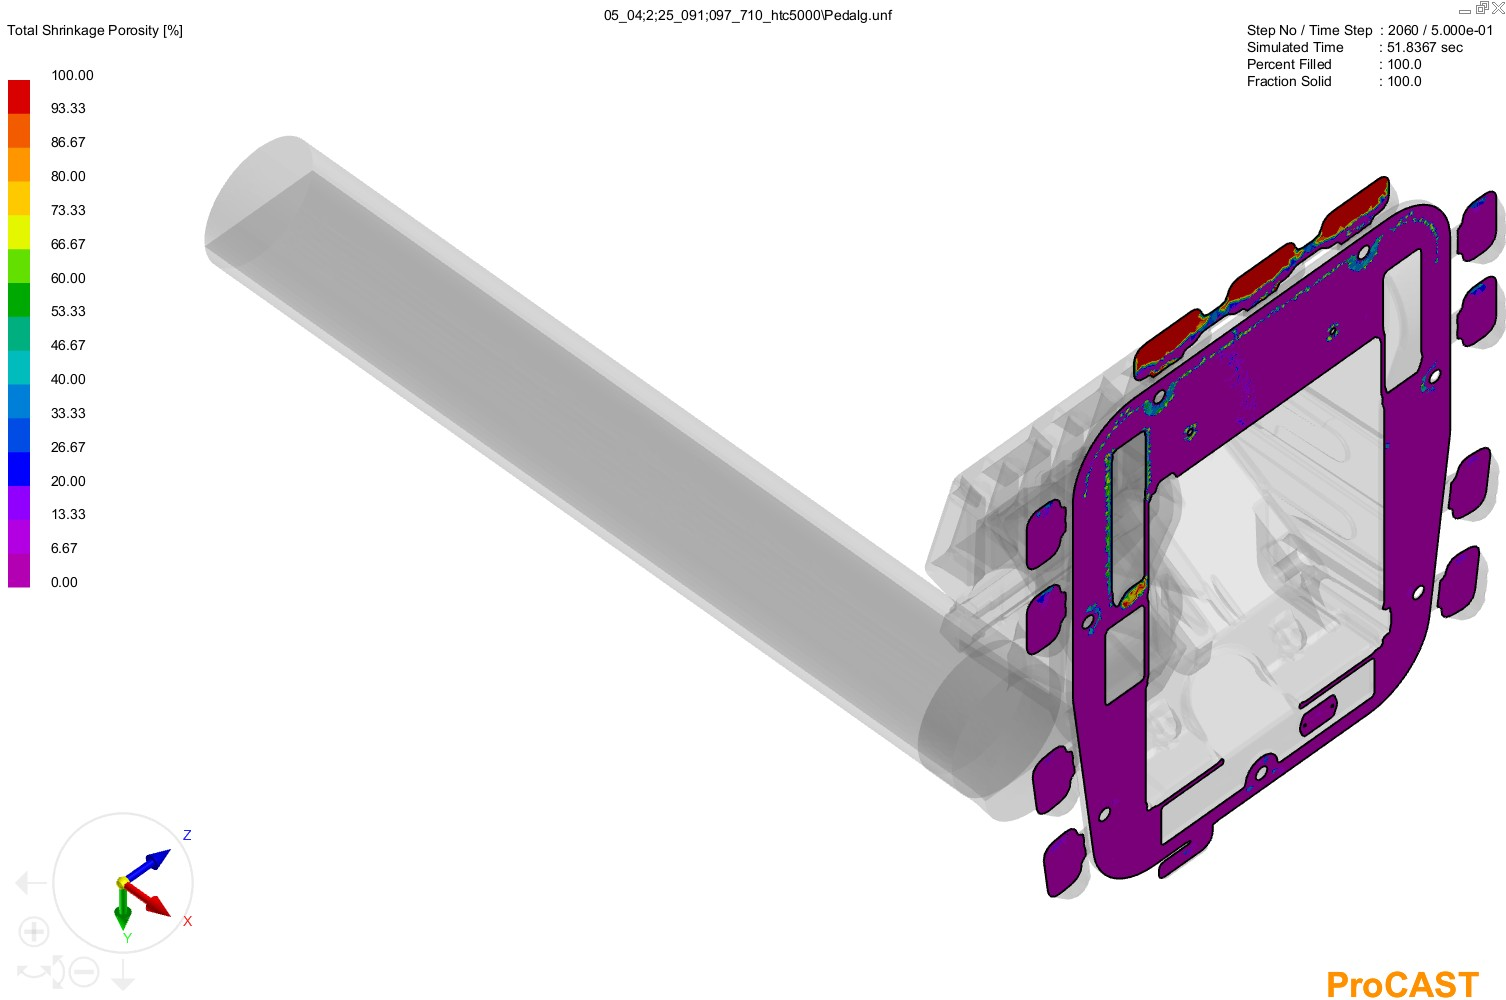 05_04;2;25_091;097_710_htc5000\Pedalg.unf
Total Shrinkage Porosity [%]
Step No / Time Step : 2060 / 5.000e-01
Simulated Time : 51.8367 sec
Percent Filled : 100.0
Fraction Solid : 100.0
100.00
93.33
86.67
80.00
73.33
66.67
60.00
53.33
46.67
40.00
33.33
26.67
20.00
13.33
6.67
0.00
Z
X
Y
ProCAST